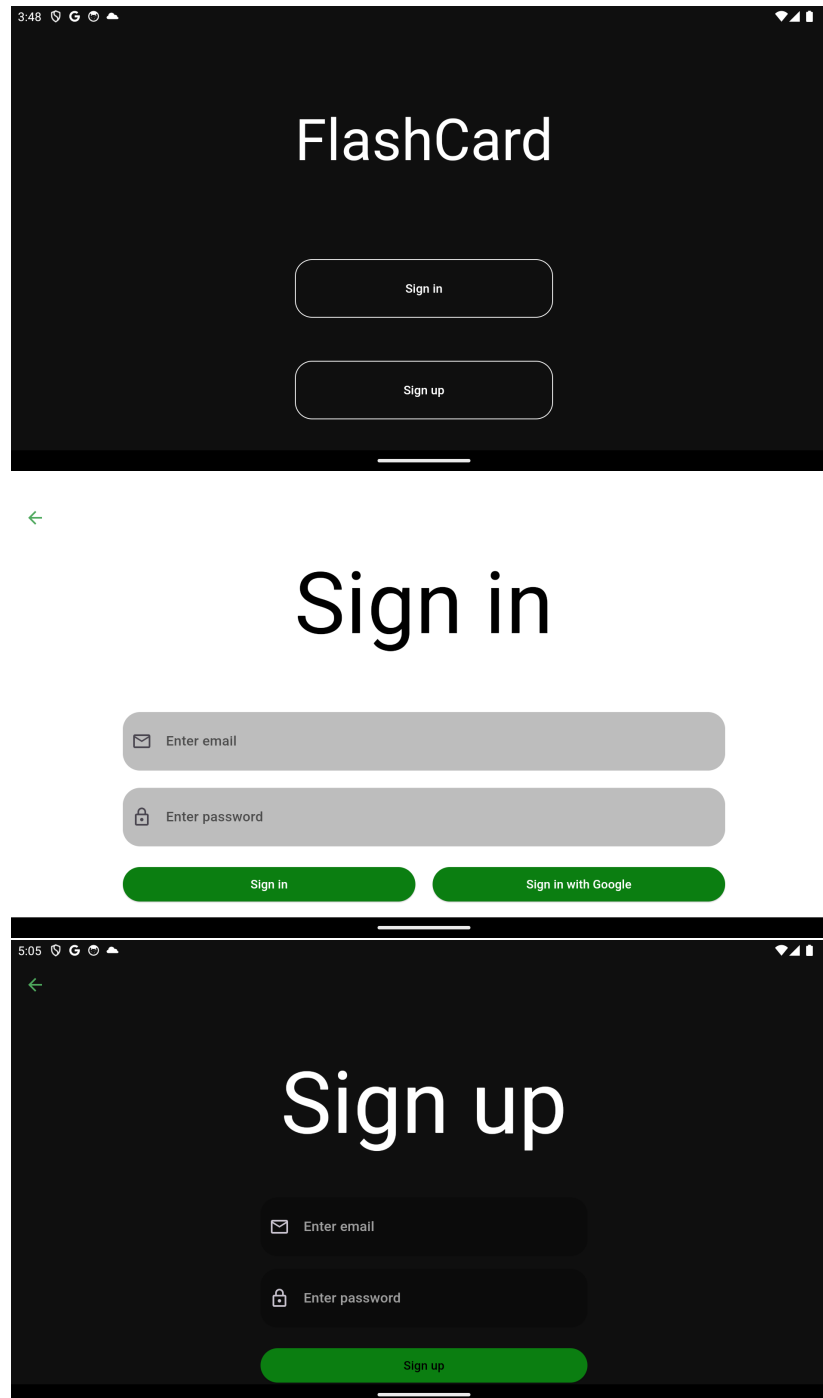 3:48
FlashCard
Sign in
Sign up
Sign in
Enter email
Enter password
Sign in Sign in with Google
5:05
Sign up
Enter email
Enter password
Sign up